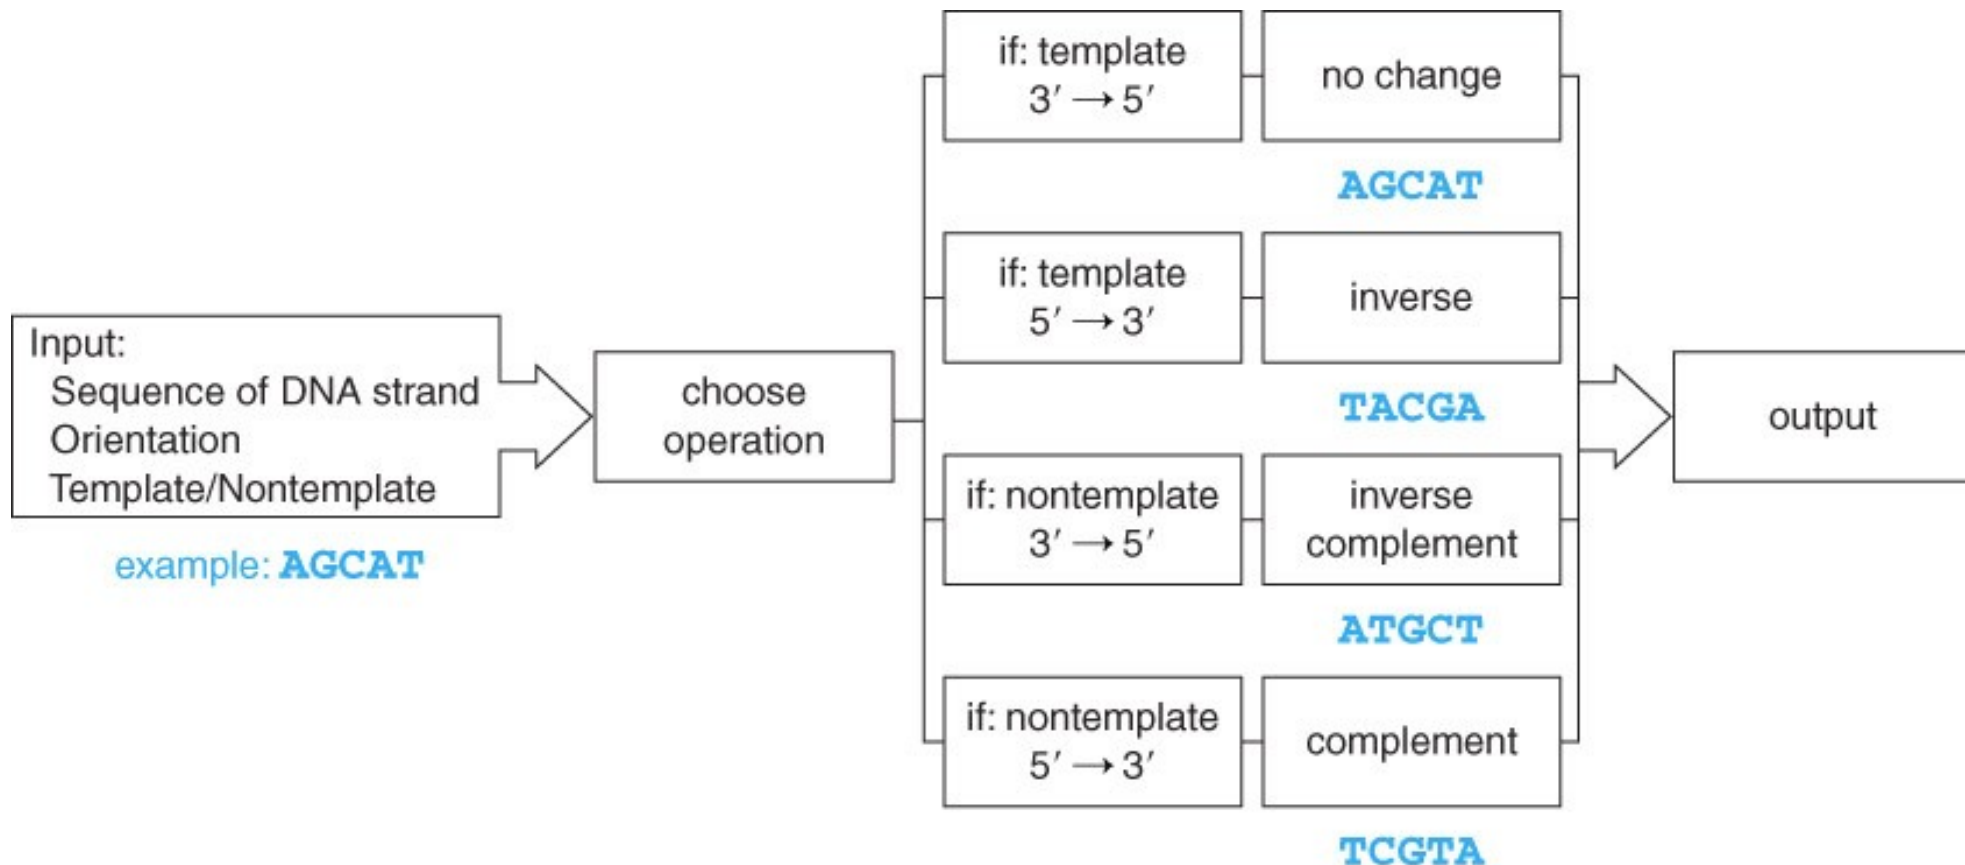 Input:
Sequence of DNA strand
Orientation
Template/Nontemplate
example: AGCAT
choose
operation
if: template
3′ → 5′
no change
AGCAT
if: template
5′ → 3′
inverse
TACGA
if: nontemplate
3′ → 5′
inverse
complement
ATGCT
if: nontemplate
5′ → 3′
complement
TCGTA
output